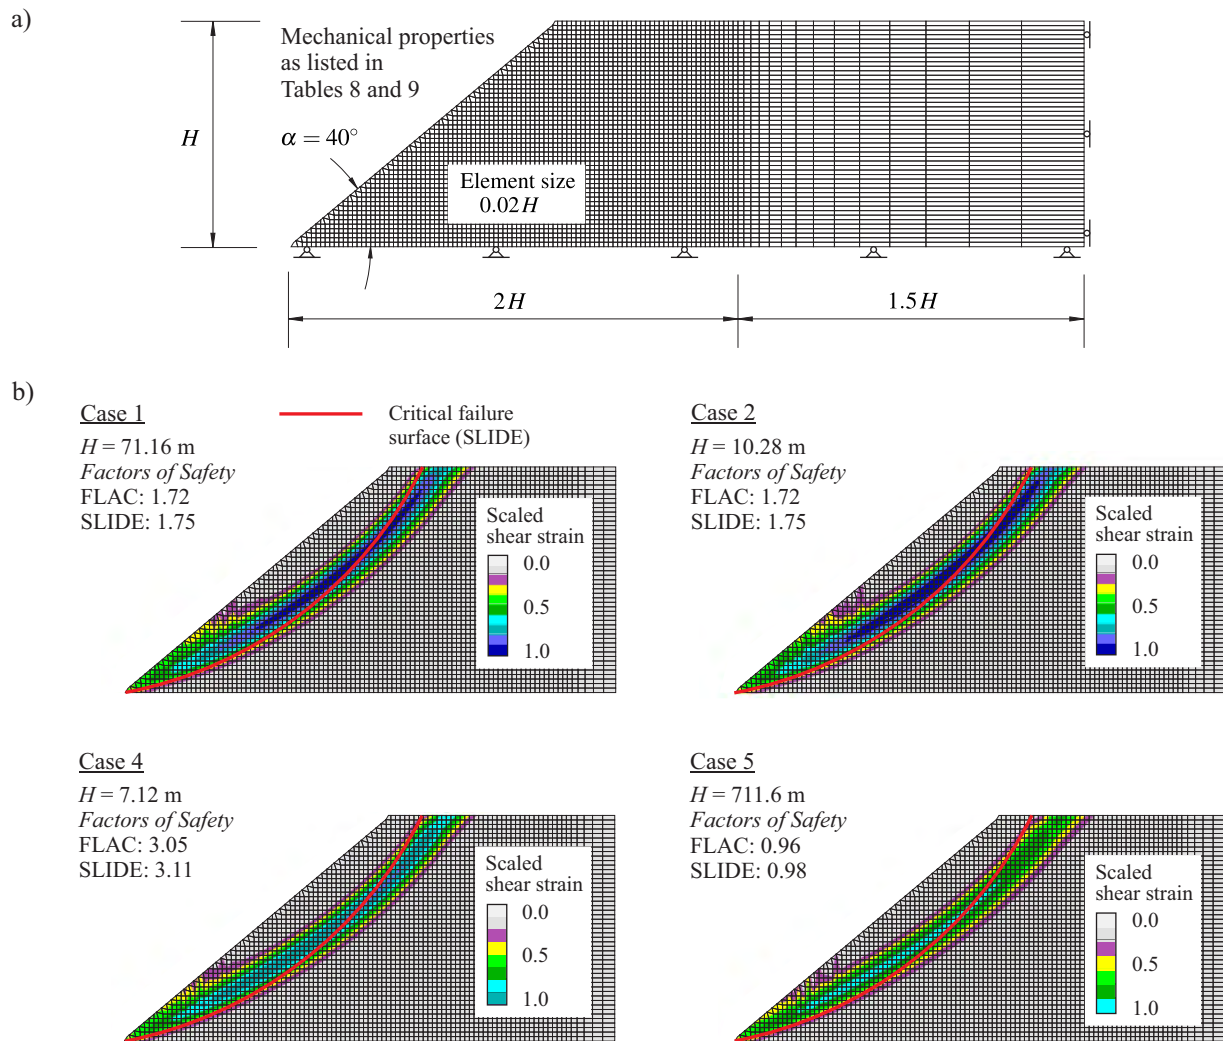 a)
Mechanical properties
as listed in
Tables 8 and 9
H
α = 40°
Element size
0.02H
2H
1.5H
b)
Case 1
H = 71.16 m
Factors of Safety
FLAC: 1.72
SLIDE: 1.75
Critical failure
surface (SLIDE)
Scaled
shear strain
0.0
0.5
1.0
Case 2
H = 10.28 m
Factors of Safety
FLAC: 1.72
SLIDE: 1.75
Scaled
shear strain
0.0
0.5
1.0
Case 4
H = 7.12 m
Factors of Safety
FLAC: 3.05
SLIDE: 3.11
Scaled
shear strain
0.0
0.5
1.0
Case 5
H = 711.6 m
Factors of Safety
FLAC: 0.96
SLIDE: 0.98
Scaled
shear strain
0.0
0.5
1.0